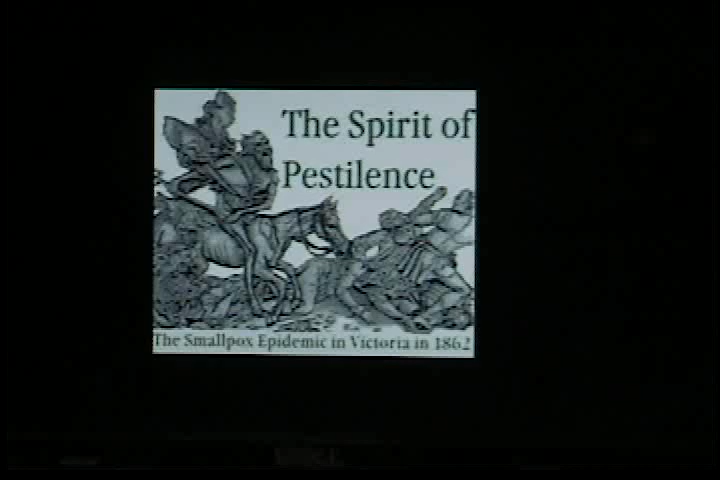 The Spirit of
Pestilence
The Smallpox Epidemic in Victoria in 1862